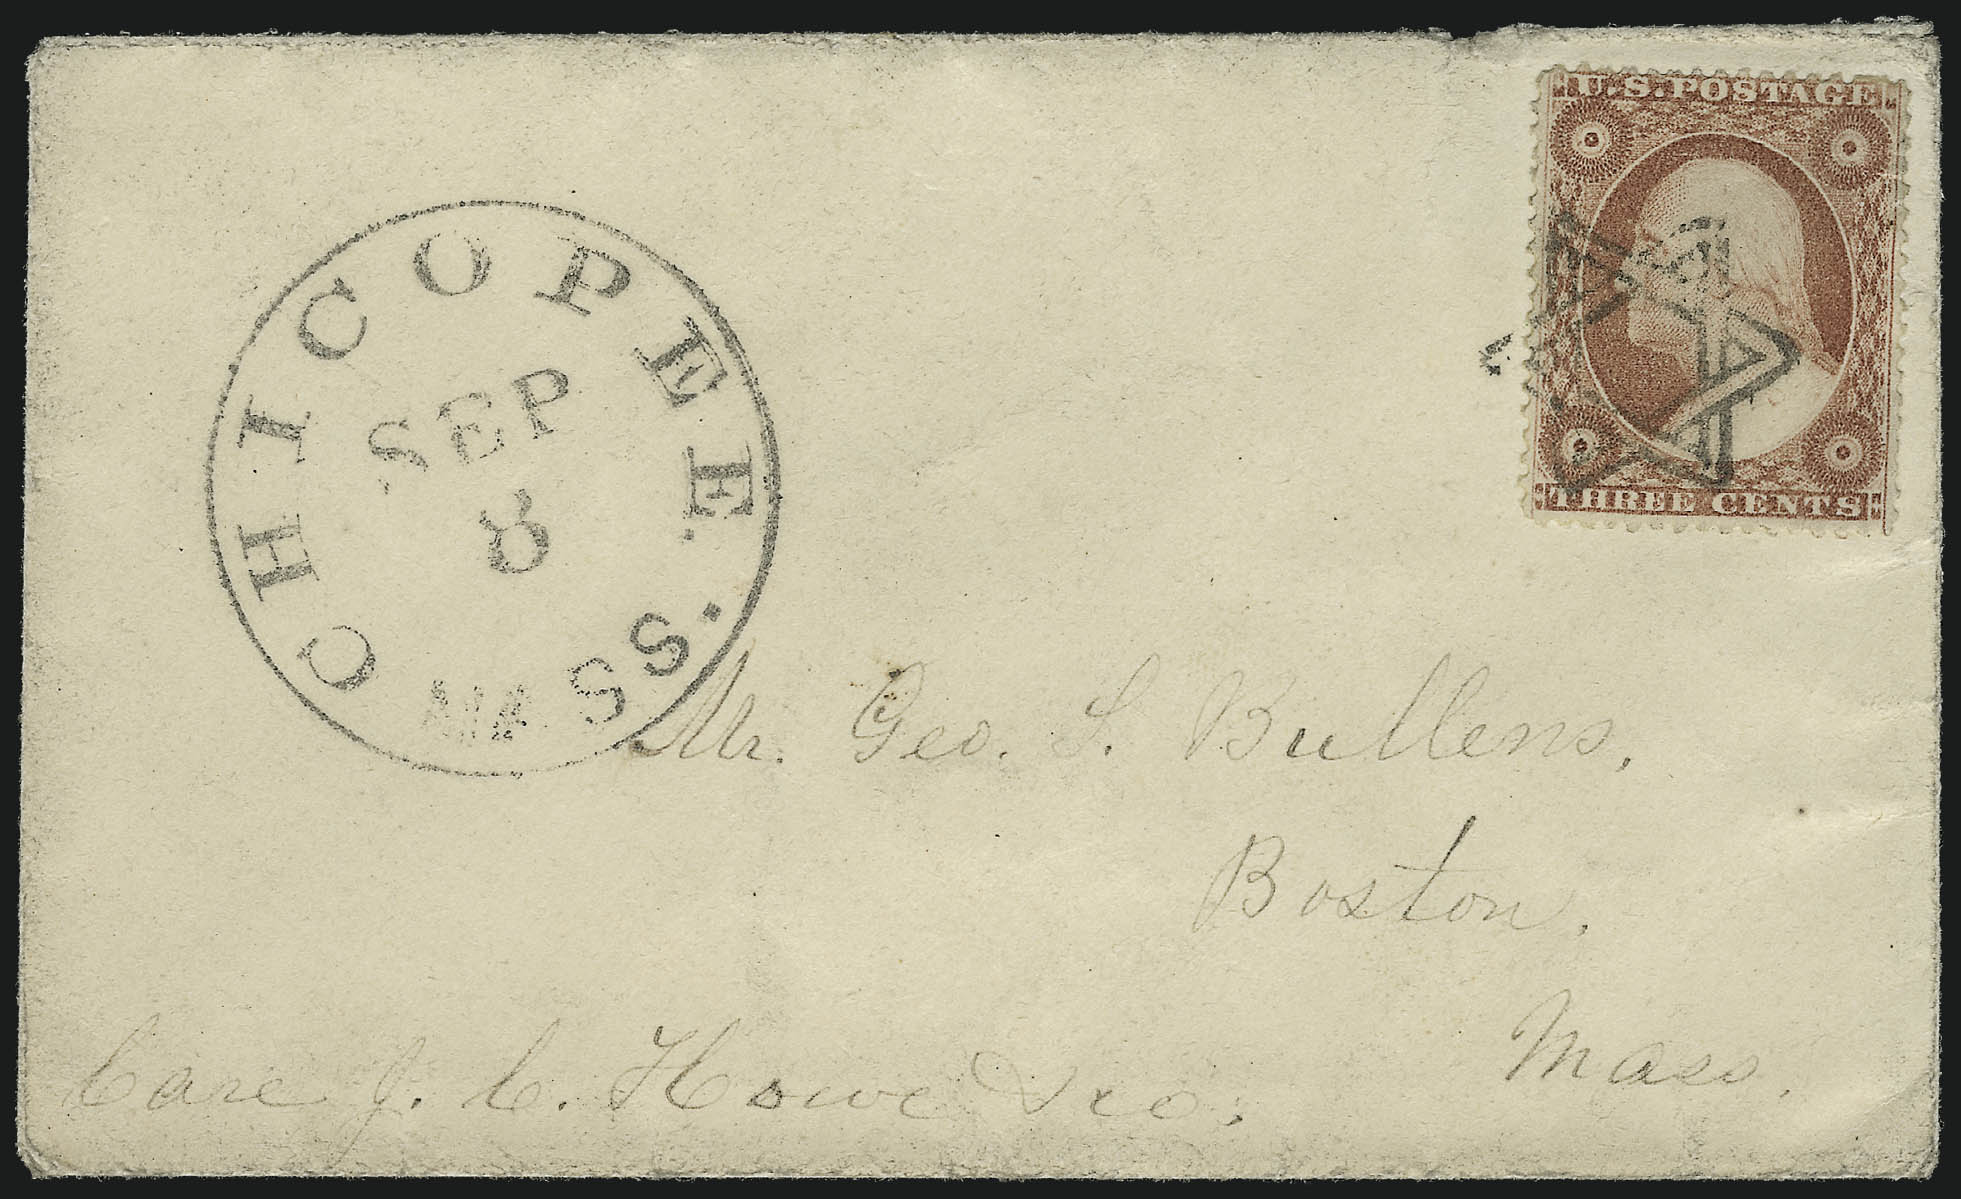 U.S. POSTAGE
THREE CENTS
CHICOPEE.
MASS.
SEP
8
Mr. Geo. S. Bullens,
Boston.
Mass.
Care J. C. Howe & Co.